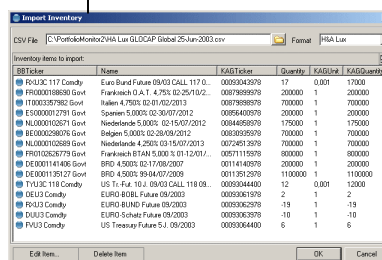 Import Inventory
CSV File C:\PortfolioMonitor2\HA Lux GLOCAP Global 25-Jun-2003.csv Format H&A Lux
Inventory items to import:
BBTicker Name KAGTicker Quantity KAGUnit KAGQuantity
RXU3C 117 Comdty Euro Bund Future 09/03 CALL 117 0... 00093043978 17 0,001 17000
FR0000188690 Govt Frankreich O.A.T. 4,75% 02-25/10/2... 00879899978 200000 1 200000
IT0003357982 Govt Italien 4,750% 02-01/02/2013 00879898978 700000 1 700000
ES0000012791 Govt Spanien 5,000% 02-30/07/2012 00856400978 200000 1 200000
NL0000102671 Govt Niederlande 5,000% 02-15/07/2012 00844858978 175000 1 175000
BE0000298076 Govt Belgien 5,000% 02-28/09/2012 00830935978 700000 1 700000
NL0000102689 Govt Niederlande 4,250% 03-15/07/2013 00724513978 700000 1 700000
FR0102626779 Govt Frankreich BTAN 5,000 % 01-12/01/... 00571115978 800000 1 800000
DE0001141406 Govt BRD 4,500% 02-17/08/2007 00114140978 200000 1 200000
DE0001135127 Govt BRD 4,500% 99-04/07/2009 00113512978 1100000 1 1100000
TYU3C 118 Comdty US Tr.-Fut. 10 J. 09/03 CALL 118 09... 00093044400 12 0,001 12000
OEU3 Comdty EURO-BOBL Future 09/2003 00093061978 2 1 2
RXU3 Comdty EURO-BUND Future 09/2003 00093062978 -19 1 -19
DUU3 Comdty EURO-Schatz Future 09/2003 00093063978 -10 1 -10
FVU3 Comdty US Treasury Future 5J. 09/2003 00093064400 6 1 6
Edit Item... Delete Item OK Cancel